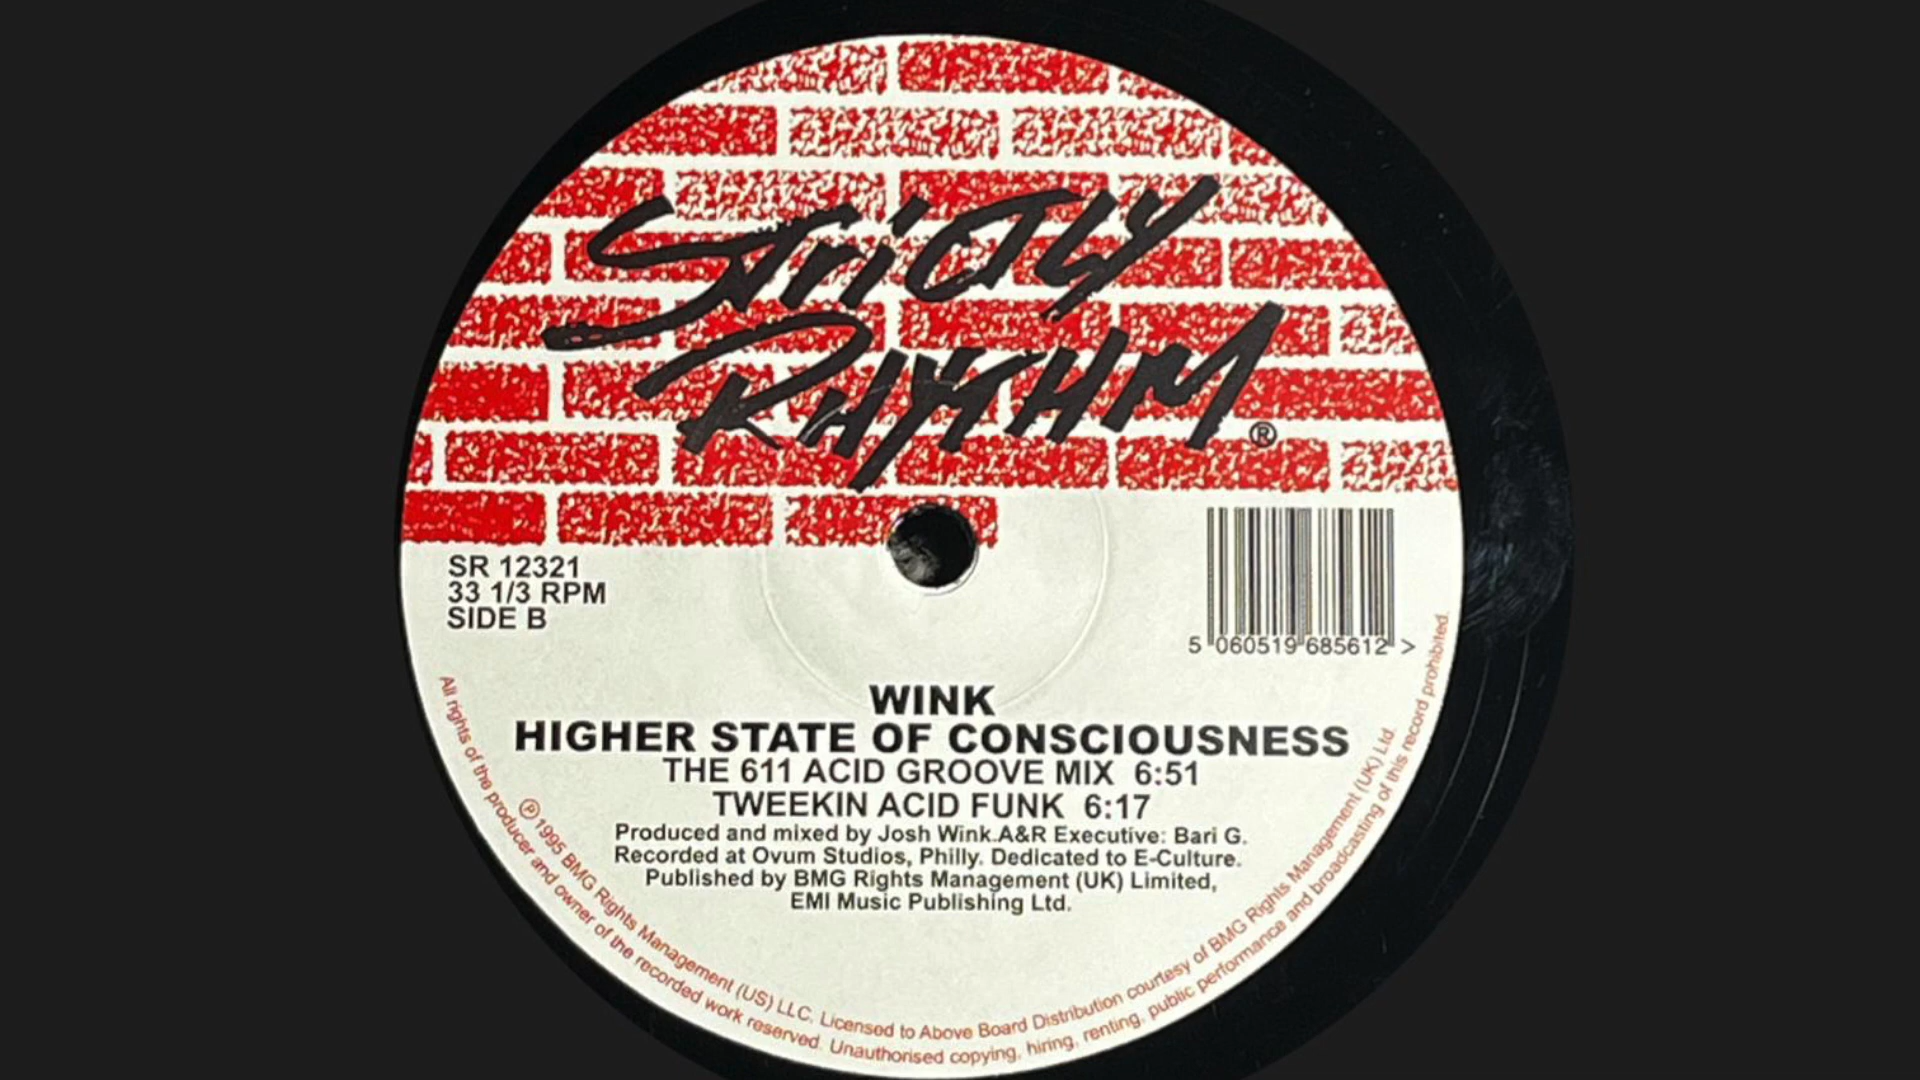 Strictly
Rhythm®
SR 12321
33 1/3 RPM
SIDE B
5 060519 685612 >
WINK
HIGHER STATE OF CONSCIOUSNESS
THE 611 ACID GROOVE MIX 6:51
TWEEKIN ACID FUNK 6:17
Produced and mixed by Josh Wink.A&R Executive: Bari G.
Recorded at Ovum Studios, Philly. Dedicated to E-Culture.
Published by BMG Rights Management (UK) Limited,
EMI Music Publishing Ltd.
℗ 1995 BMG Rights Management (US) LLC, Licensed to Above Board Distribution courtesy of BMG Rights Management (UK) Ltd.
All rights of the producer and owner of the recorded work reserved. Unauthorised copying, hiring, renting, public performance and broadcasting of this record prohibited.